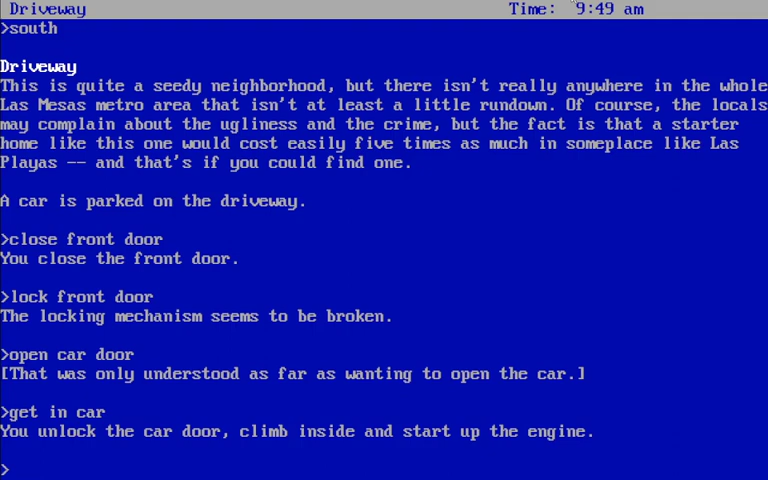 Driveway Time: 9:49 am
>south
Driveway
This is quite a seedy neighborhood, but there isn't really anywhere in the whole
Las Mesas metro area that isn't at least a little rundown. Of course, the locals
may complain about the ugliness and the crime, but the fact is that a starter
home like this one would cost easily five times as much in someplace like Las
Playas -- and that's if you could find one.
A car is parked on the driveway.
>close front door
You close the front door.
>lock front door
The locking mechanism seems to be broken.
>open car door
[That was only understood as far as wanting to open the car.]
>get in car
You unlock the car door, climb inside and start up the engine.
>